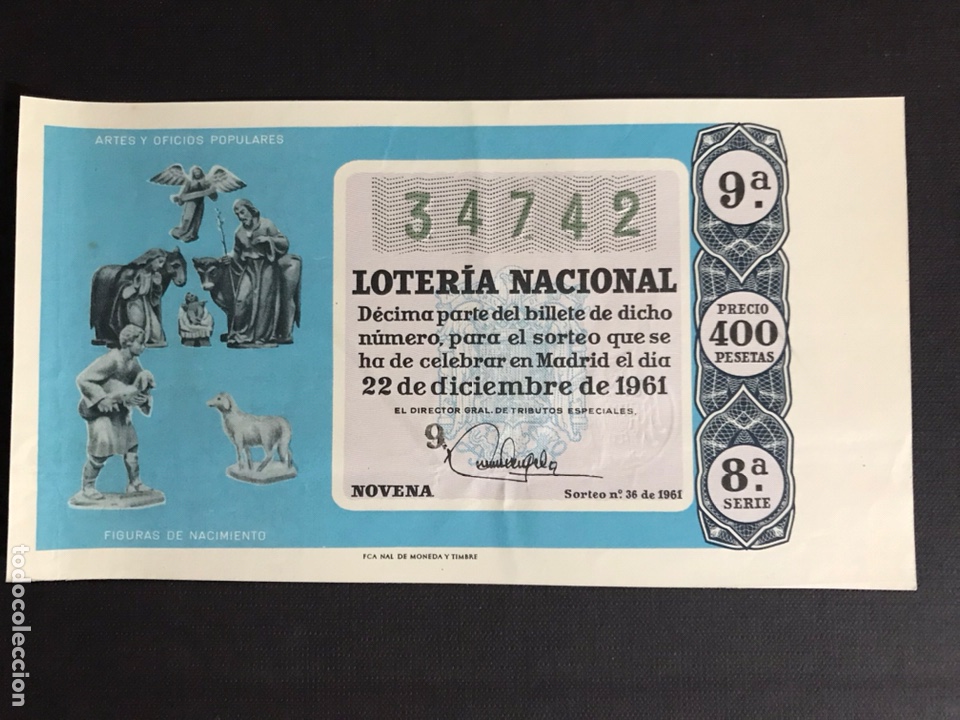 ARTES Y OFICIOS POPULARES
34742
LOTERÍA NACIONAL
Décima parte del billete de dicho
número, para el sorteo que se
ha de celebrar en Madrid el día
22 de diciembre de 1961
EL DIRECTOR GRAL. DE TRIBUTOS ESPECIALES,
9.
NOVENA
Sorteo nº. 36 de 1961
FIGURAS DE NACIMIENTO
FCA NAL DE MONEDA Y TIMBRE
9ª.
PRECIO
400
PESETAS
8ª.
SERIE
todocoleccion.net